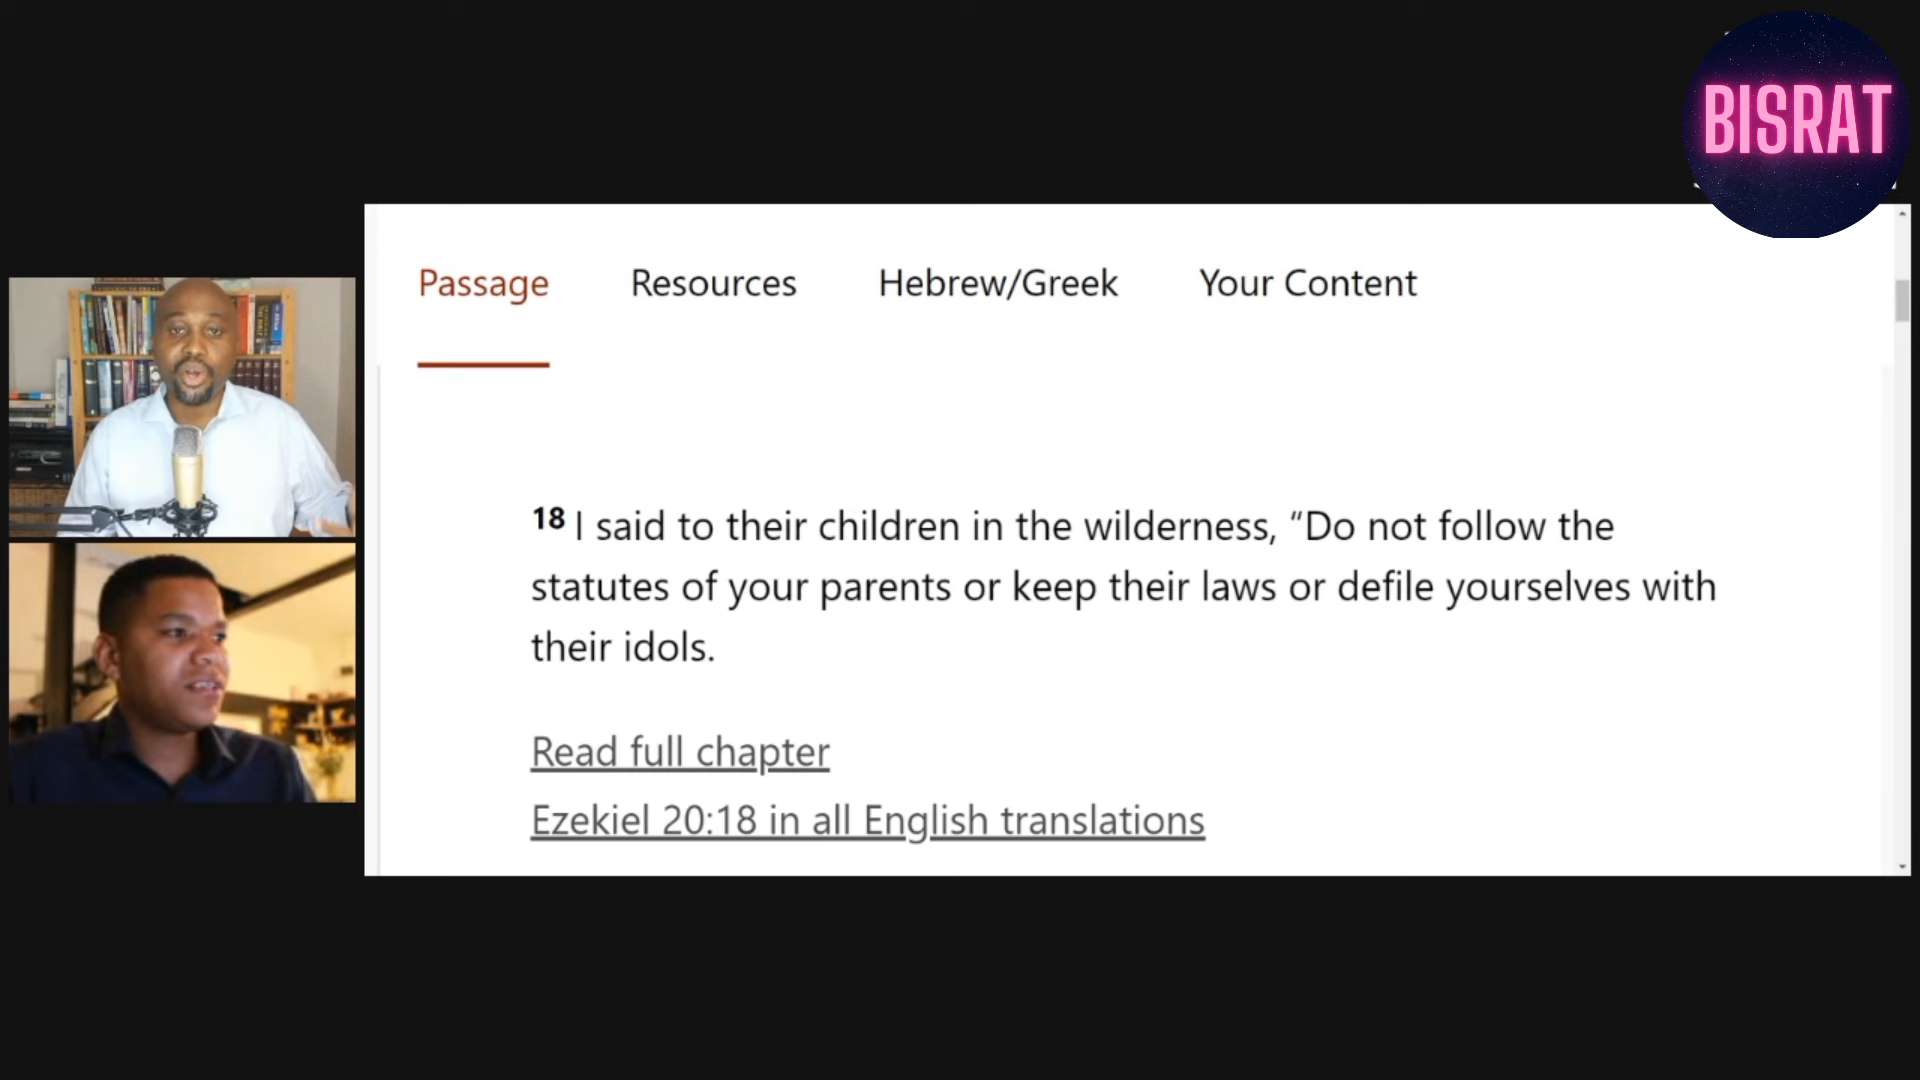 BISRAT
Passage Resources Hebrew/Greek Your Content
18 I said to their children in the wilderness, “Do not follow the
statutes of your parents or keep their laws or defile yourselves with
their idols.
Read full chapter
Ezekiel 20:18 in all English translations